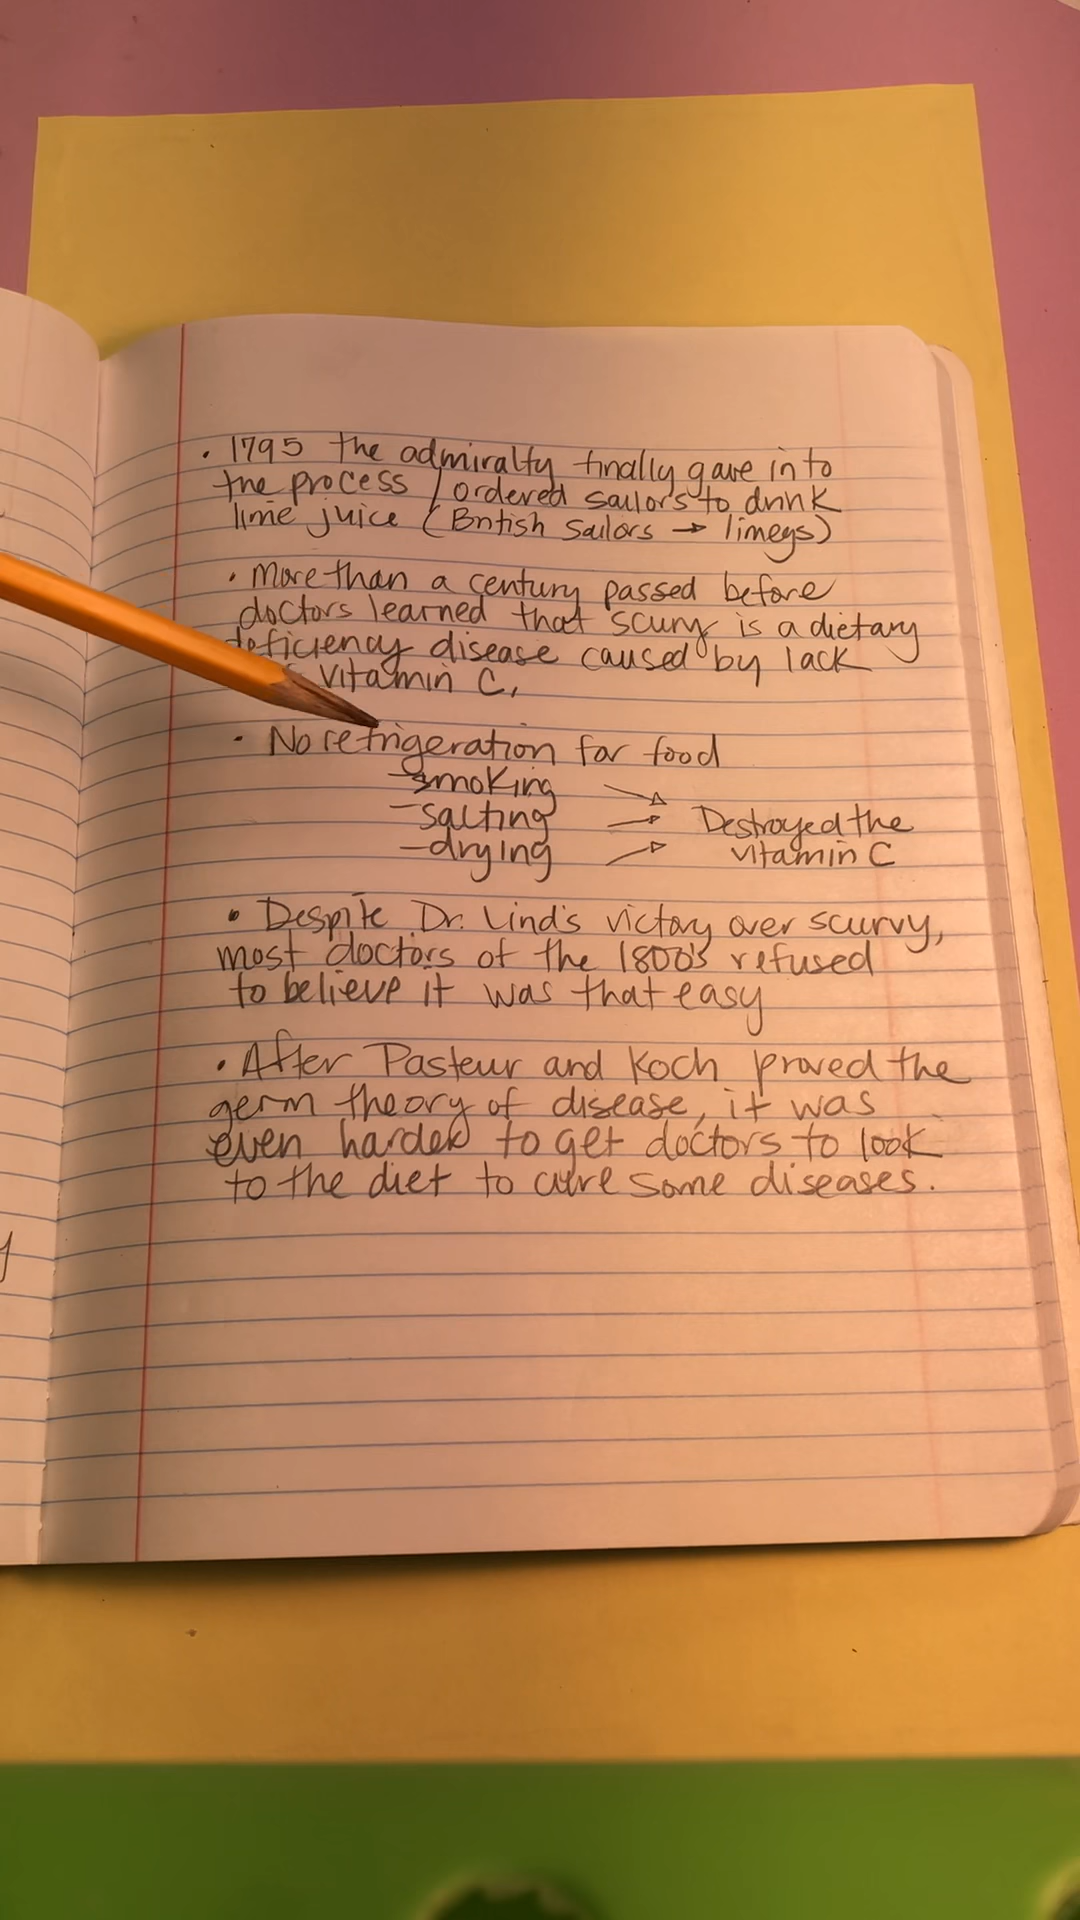 • 1795 the admiralty finally gave in to
the process / ordered sailors to drink
lime juice (British Sailors → limeys)
• More than a century passed before
doctors learned that scurvy is a dietary
deficiency disease caused by lack
vitamin C.
• No refrigeration for food
- smoking
- salting → Destroyed the
- drying vitamin C
• Despite Dr. Lind's victory over scurvy,
most doctors of the 1800's refused
to believe it was that easy
• After Pasteur and Koch proved the
germ theory of disease, it was
even harder to get doctors to look
to the diet to cure some diseases.